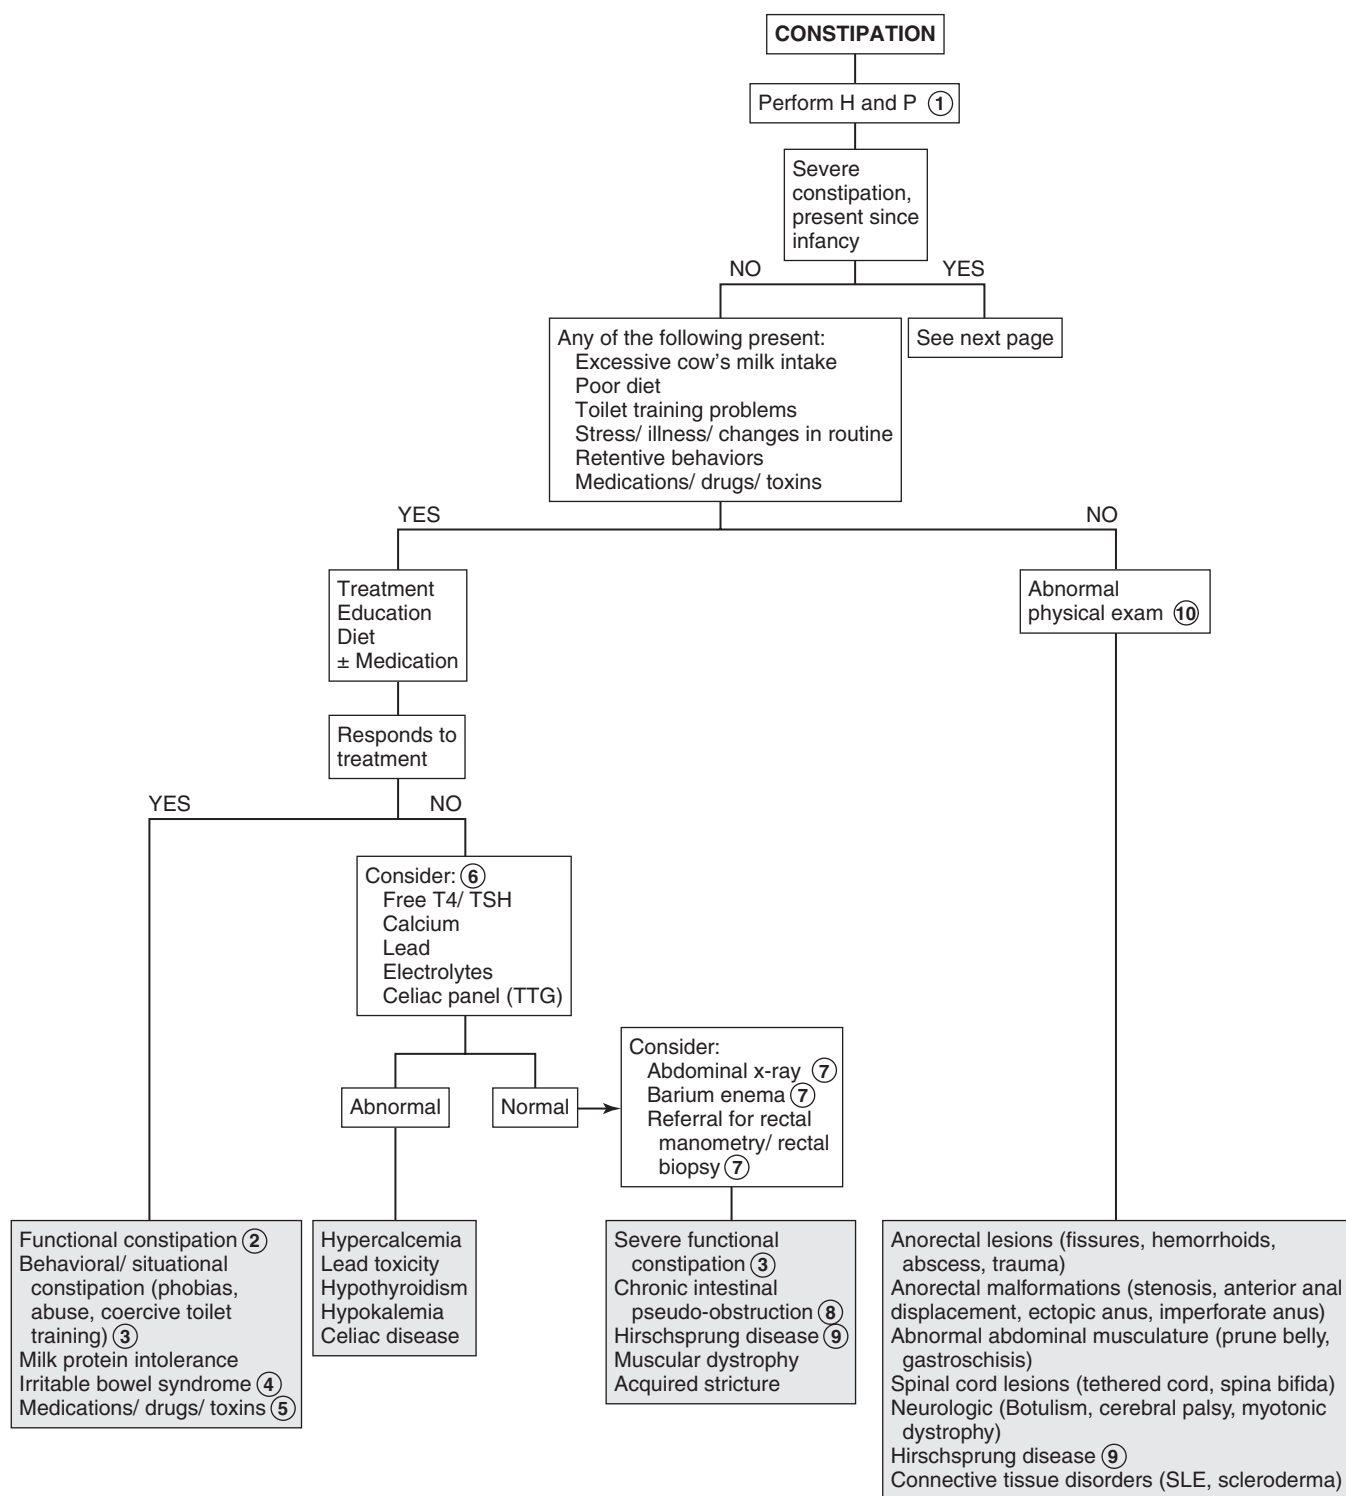 CONSTIPATION
Perform H and P 1
Severe
constipation,
present since
infancy
NO
YES
Any of the following present:
Excessive cow's milk intake
Poor diet
Toilet training problems
Stress/ illness/ changes in routine
Retentive behaviors
Medications/ drugs/ toxins
See next page
YES
NO
Treatment
Education
Diet
± Medication
Abnormal
physical exam 10
Responds to
treatment
YES
NO
Consider: 6
Free T4/ TSH
Calcium
Lead
Electrolytes
Celiac panel (TTG)
Abnormal
Normal
Consider:
Abdominal x-ray 7
Barium enema 7
Referral for rectal
manometry/ rectal
biopsy 7
Functional constipation 2
Behavioral/ situational
constipation (phobias,
abuse, coercive toilet
training) 3
Milk protein intolerance
Irritable bowel syndrome 4
Medications/ drugs/ toxins 5
Hypercalcemia
Lead toxicity
Hypothyroidism
Hypokalemia
Celiac disease
Severe functional
constipation 3
Chronic intestinal
pseudo-obstruction 8
Hirschsprung disease 9
Muscular dystrophy
Acquired stricture
Anorectal lesions (fissures, hemorrhoids,
abscess, trauma)
Anorectal malformations (stenosis, anterior anal
displacement, ectopic anus, imperforate anus)
Abnormal abdominal musculature (prune belly,
gastroschisis)
Spinal cord lesions (tethered cord, spina bifida)
Neurologic (Botulism, cerebral palsy, myotonic
dystrophy)
Hirschsprung disease 9
Connective tissue disorders (SLE, scleroderma)